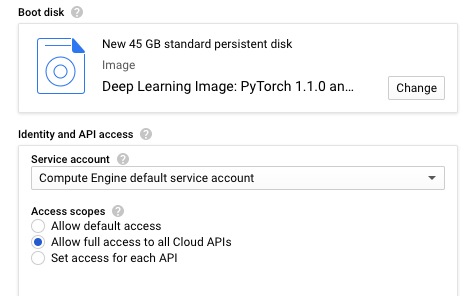 Boot disk
New 45 GB standard persistent disk
Image
Deep Learning Image: PyTorch 1.1.0 an...
Change
Identity and API access
Service account
Compute Engine default service account
Access scopes
Allow default access
Allow full access to all Cloud APIs
Set access for each API